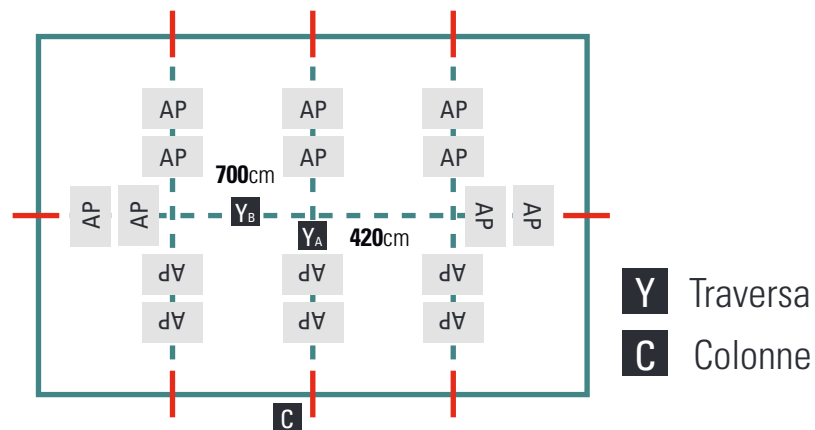 AP AP AP
AP AP AP
700cm
AP AP AP AP
YB
YA 420cm
AP AP AP
AP AP AP
Y Traversa
C Colonne
C